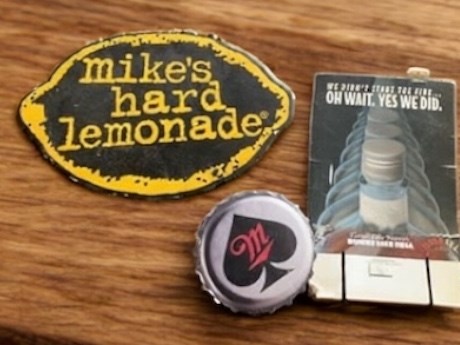 mike's
hard
lemonade®
WE DIDN'T START THE FIRE...
OH WAIT. YES WE DID.
M